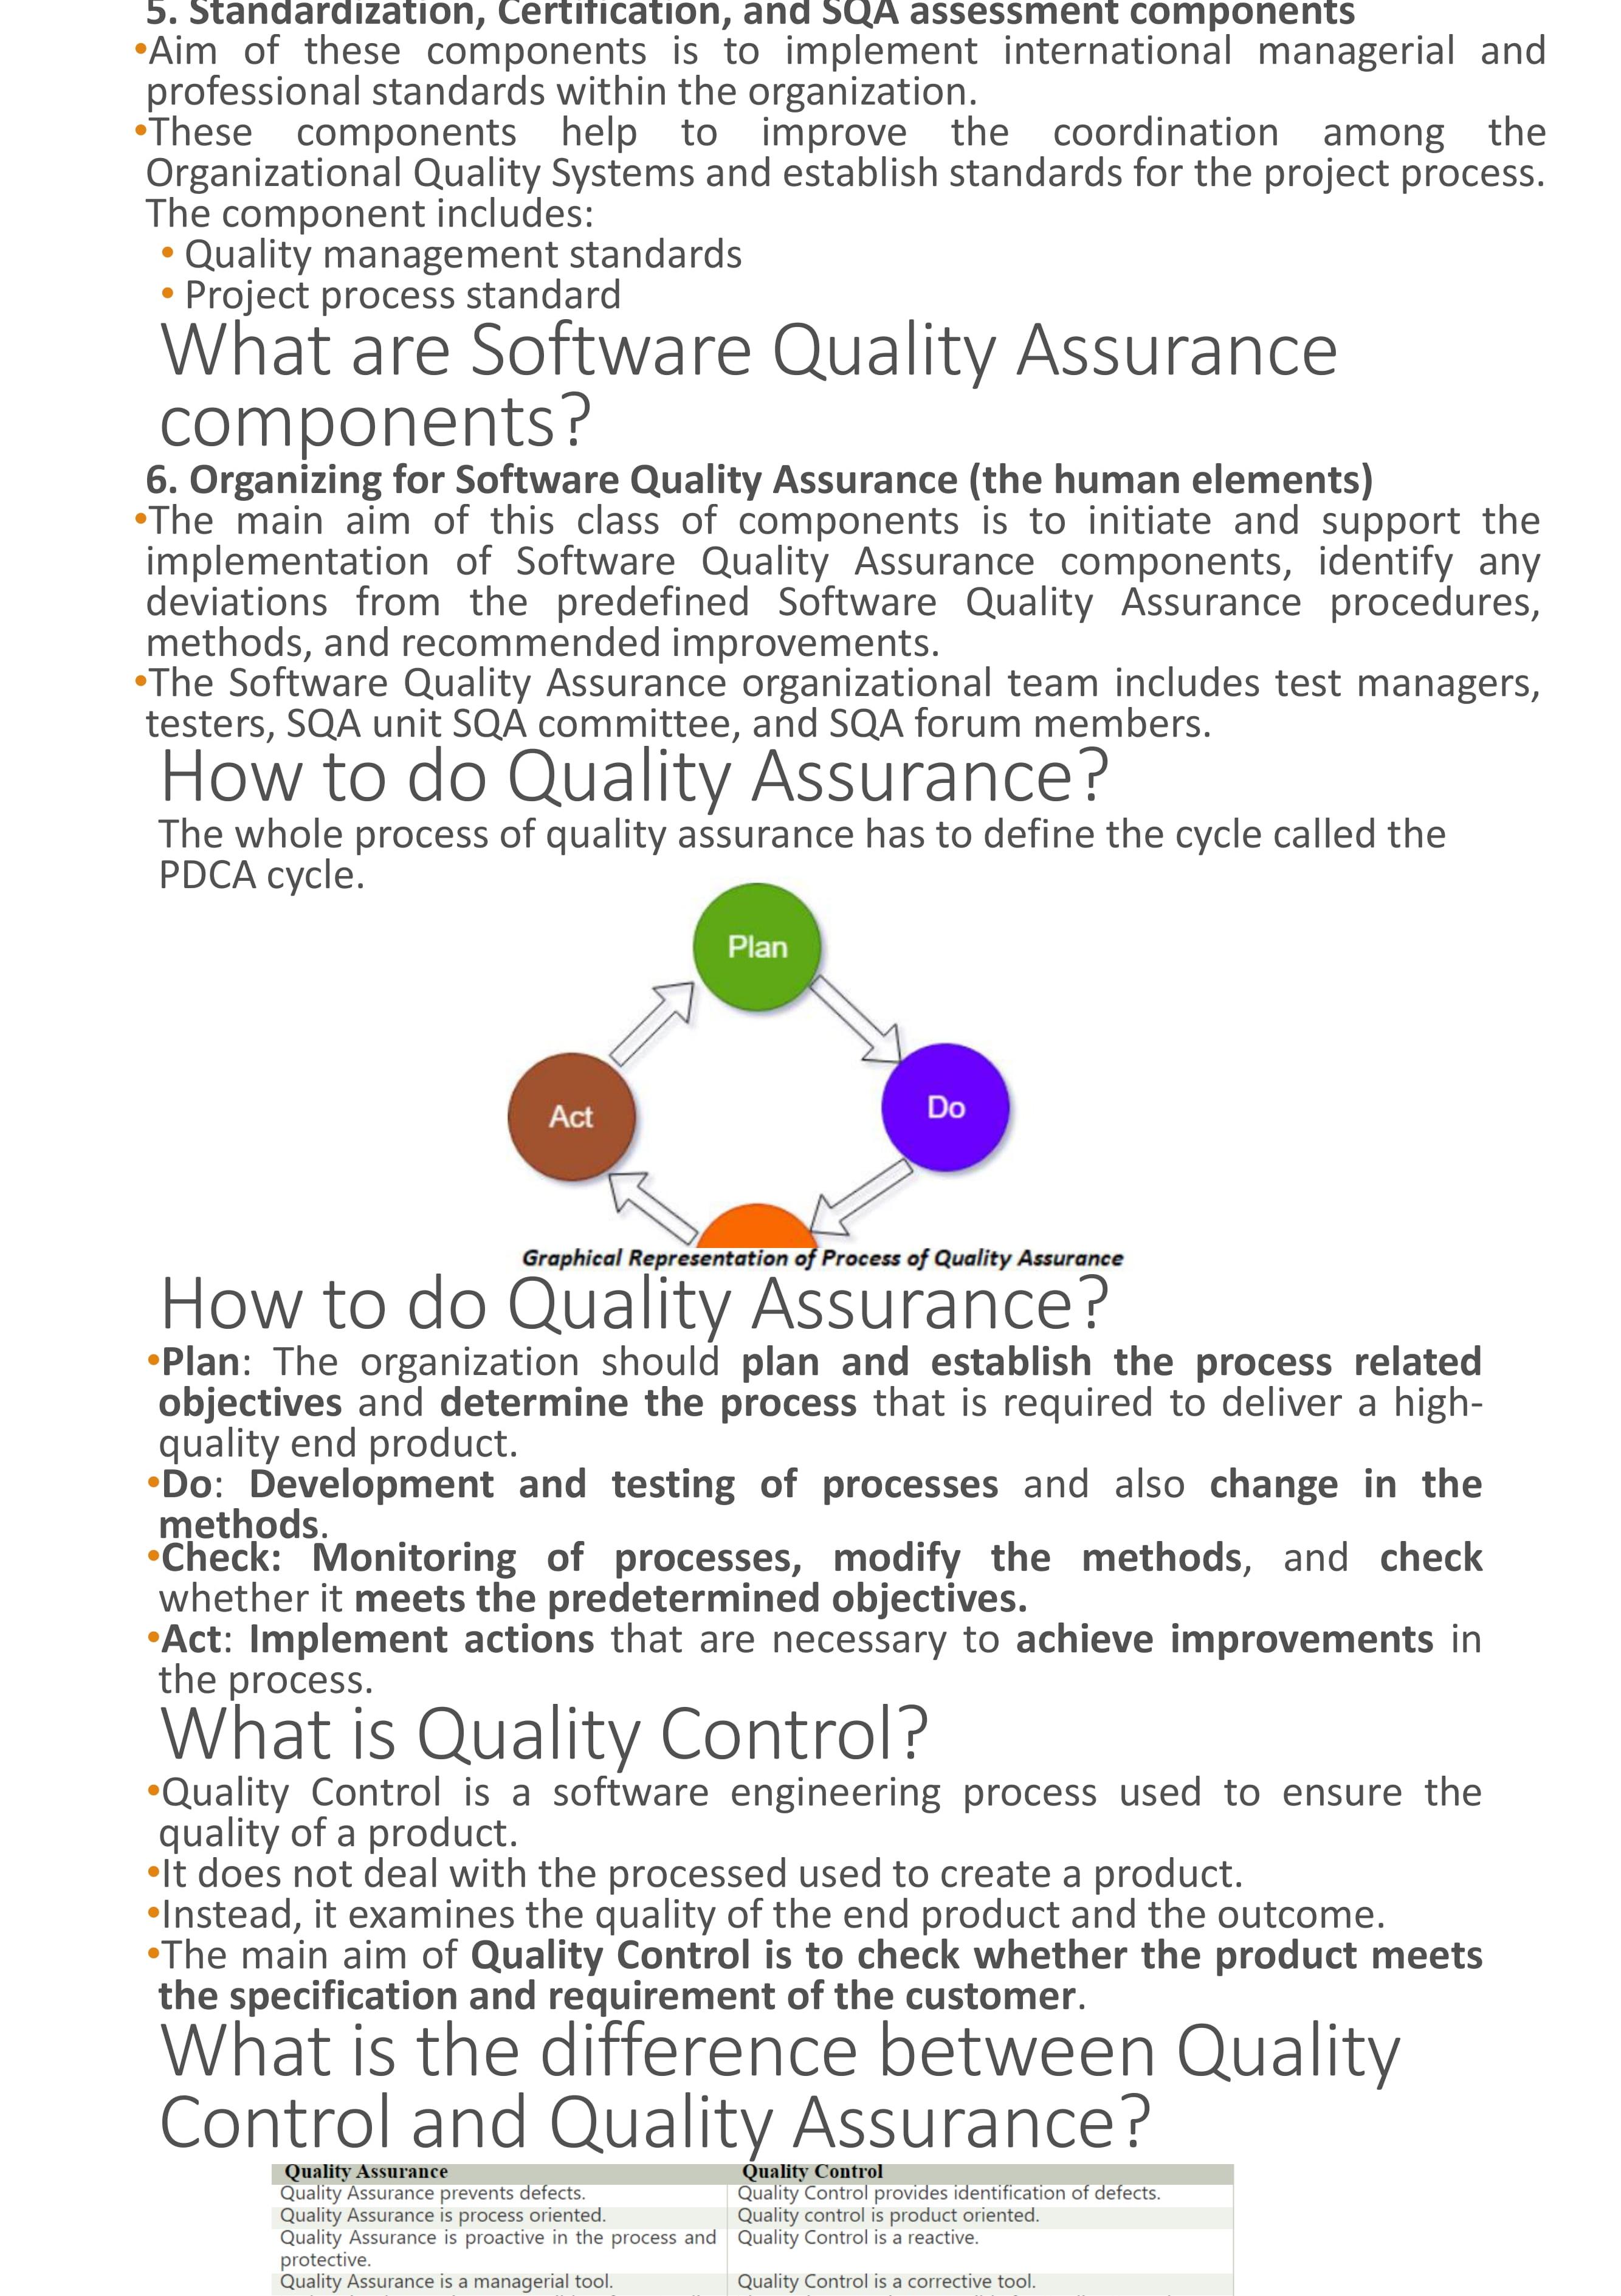 5. Standardization, Certification, and SQA assessment components
•Aim of these components is to implement international managerial and
professional standards within the organization.
•These components help to improve the coordination among the
Organizational Quality Systems and establish standards for the project process.
The component includes:
• Quality management standards
• Project process standard
What are Software Quality Assurance
components?
6. Organizing for Software Quality Assurance (the human elements)
•The main aim of this class of components is to initiate and support the
implementation of Software Quality Assurance components, identify any
deviations from the predefined Software Quality Assurance procedures,
methods, and recommended improvements.
•The Software Quality Assurance organizational team includes test managers,
testers, SQA unit SQA committee, and SQA forum members.
How to do Quality Assurance?
The whole process of quality assurance has to define the cycle called the
PDCA cycle.
Plan
Do
Act
Graphical Representation of Process of Quality Assurance
How to do Quality Assurance?
•Plan: The organization should plan and establish the process related
objectives and determine the process that is required to deliver a high-
quality end product.
•Do: Development and testing of processes and also change in the
methods.
•Check: Monitoring of processes, modify the methods, and check
whether it meets the predetermined objectives.
•Act: Implement actions that are necessary to achieve improvements in
the process.
What is Quality Control?
•Quality Control is a software engineering process used to ensure the
quality of a product.
•It does not deal with the processed used to create a product.
•Instead, it examines the quality of the end product and the outcome.
•The main aim of Quality Control is to check whether the product meets
the specification and requirement of the customer.
What is the difference between Quality
Control and Quality Assurance?
Quality Assurance Quality Control
Quality Assurance prevents defects. Quality Control provides identification of defects.
Quality Assurance is process oriented. Quality control is product oriented.
Quality Assurance is proactive in the process and Quality Control is a reactive.
protective.
Quality Assurance is a managerial tool. Quality Control is a corrective tool.